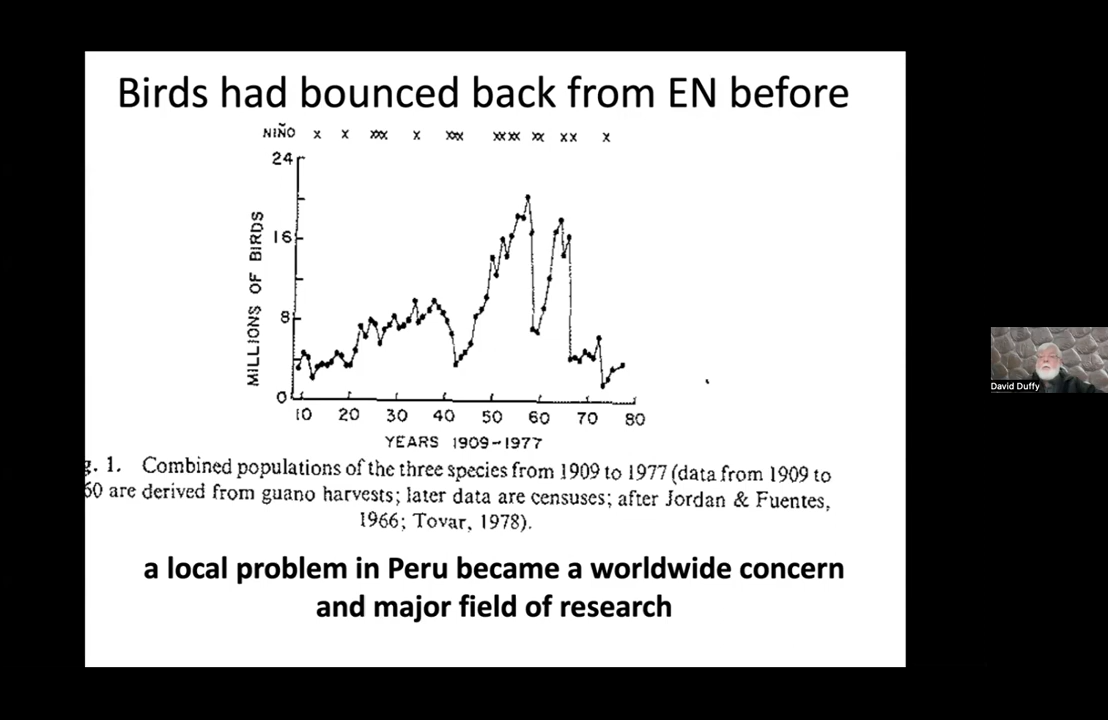 Birds had bounced back from EN before
NIÑO x x xxx x xxx xxxx xx xx x
24
16
8
0
MILLIONS OF BIRDS
10 20 30 40 50 60 70 80
YEARS 1909-1977
g. 1. Combined populations of the three species from 1909 to 1977 (data from 1909 to
60 are derived from guano harvests; later data are censuses; after Jordan & Fuentes,
1966; Tovar, 1978).
a local problem in Peru became a worldwide concern
and major field of research
David Duffy